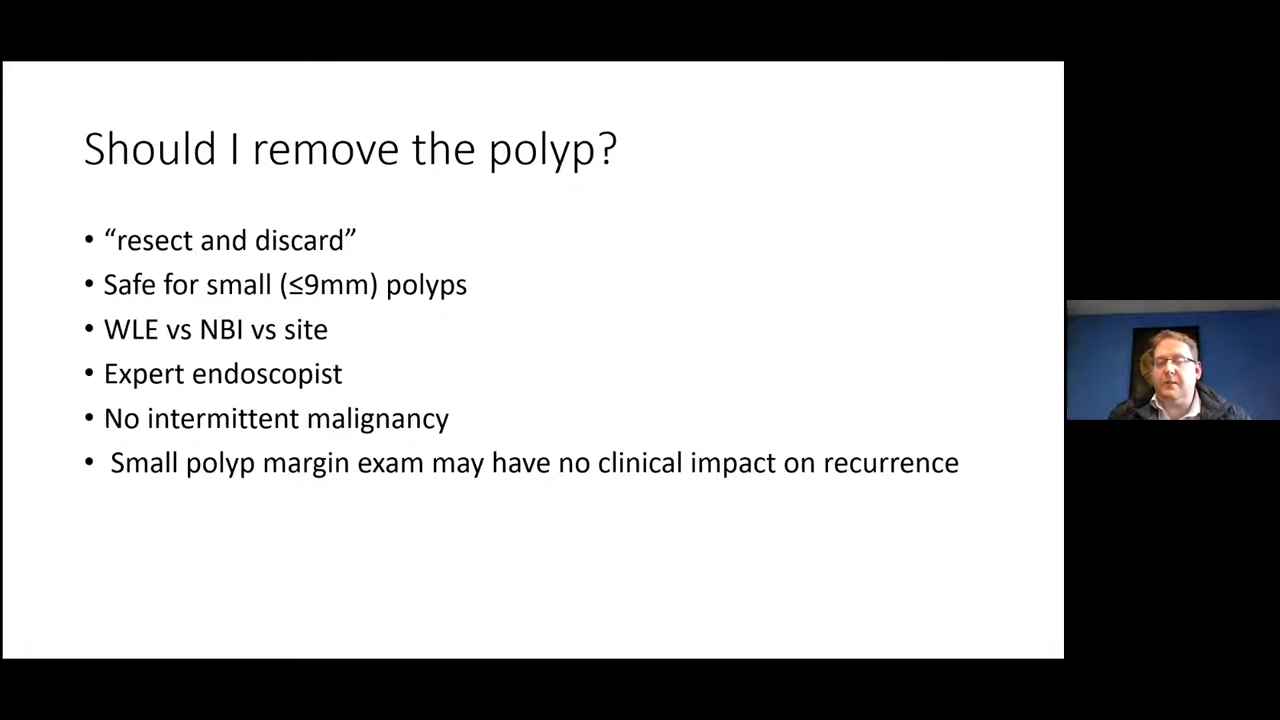 Should I remove the polyp?
• “resect and discard”
• Safe for small (≤9mm) polyps
• WLE vs NBI vs site
• Expert endoscopist
• No intermittent malignancy
• Small polyp margin exam may have no clinical impact on recurrence